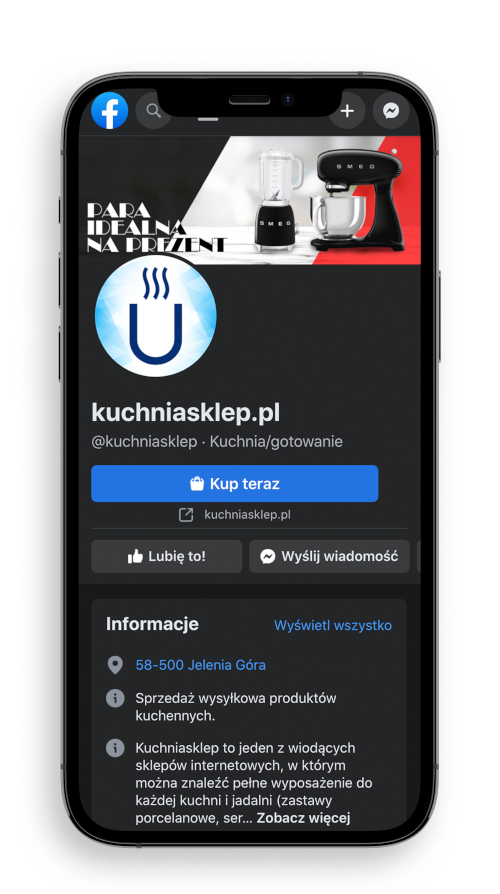 SMEG
SMEG
PARA
IDEALNA
NA PREZENT
kuchniasklep.pl
@kuchniasklep · Kuchnia/gotowanie
Kup teraz
kuchniasklep.pl
Lubię to!
Wyślij wiadomość
Informacje
Wyświetl wszystko
58-500 Jelenia Góra
Sprzedaż wysyłkowa produktów
kuchennych.
Kuchniasklep to jeden z wiodących
sklepów internetowych, w którym
można znaleźć pełne wyposażenie do
każdej kuchni i jadalni (zastawy
porcelanowe, ser... Zobacz więcej